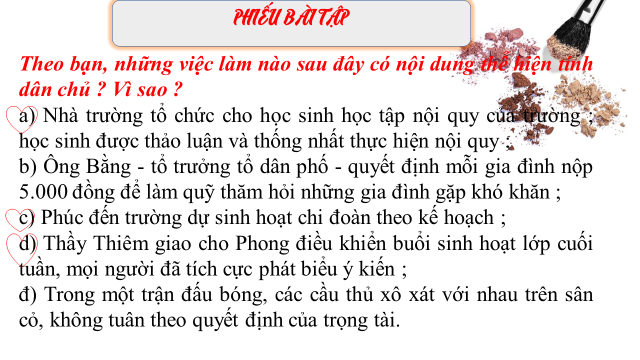 PHIẾU BÀI TẬP
Theo bạn, những việc làm nào sau đây có nội dung thể hiện tính
dân chủ ? Vì sao ?
a) Nhà trường tổ chức cho học sinh học tập nội quy của trường ;
học sinh được thảo luận và thống nhất thực hiện nội quy ;
b) Ông Bằng - tổ trưởng tổ dân phố - quyết định mỗi gia đình nộp
5.000 đồng để làm quỹ thăm hỏi những gia đình gặp khó khăn ;
c) Phúc đến trường dự sinh hoạt chi đoàn theo kế hoạch ;
d) Thầy Thiêm giao cho Phong điều khiển buổi sinh hoạt lớp cuối
tuần, mọi người đã tích cực phát biểu ý kiến ;
đ) Trong một trận đấu bóng, các cầu thủ xô xát với nhau trên sân
cỏ, không tuân theo quyết định của trọng tài.